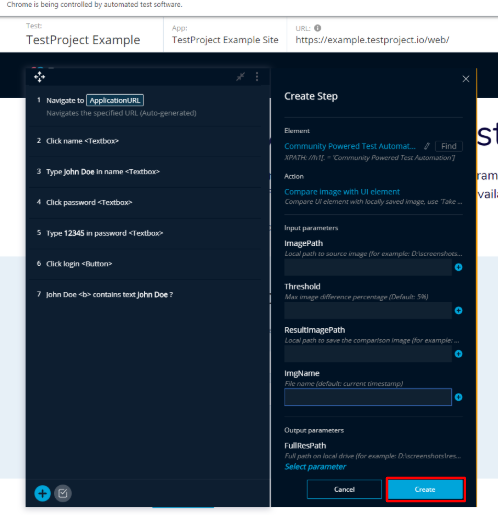 Chrome is being controlled by automated test software.
Test:
TestProject Example
App:
TestProject Example Site
URL:
https://example.testproject.io/web/
1 Navigate to ApplicationURL
Navigates the specified URL (Auto-generated)
2 Click name <Textbox>
3 Type John Doe in name <Textbox>
4 Click password <Textbox>
5 Type 12345 in password <Textbox>
6 Click login <Button>
7 John Doe <b> contains text John Doe ?
Create Step
Element
Community Powered Test Automat... Find
XPATH: //h1[. = 'Community Powered Test Automation']
Action
Compare image with UI element
Compare UI element with locally saved image, use 'Take ...
Input parameters
ImagePath
Local path to source image (for example: D:\screenshots...
Threshold
Max image difference percentage (Default: 5%)
ResultImagePath
Local path to save the comparison image (for example: ...
ImgName
File name (default: current timestamp)
Output parameters
FullResPath
Full path on local drive (for example: D:\screenshots\res...
Select parameter
Cancel
Create